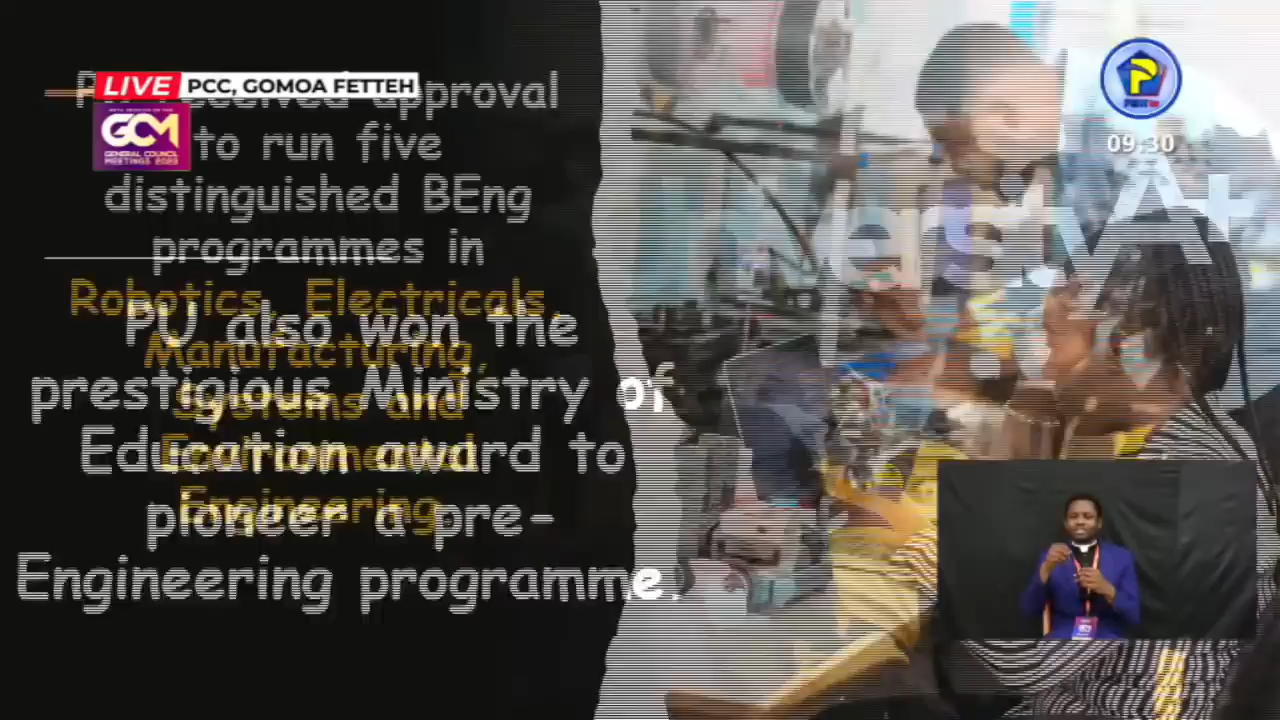 LIVE PCC, GOMOA FETTEH
GCM
GENERAL COUNCIL
MEETINGS 2023
09:30
received approval
to run five
distinguished BEng
programmes in
Robotics, Electricals,
Manufacturing,
Systems and
Environmental
Engineering
PU also won the
prestigious Ministry of
Education award to
pioneer a pre-
Engineering programme.
A+